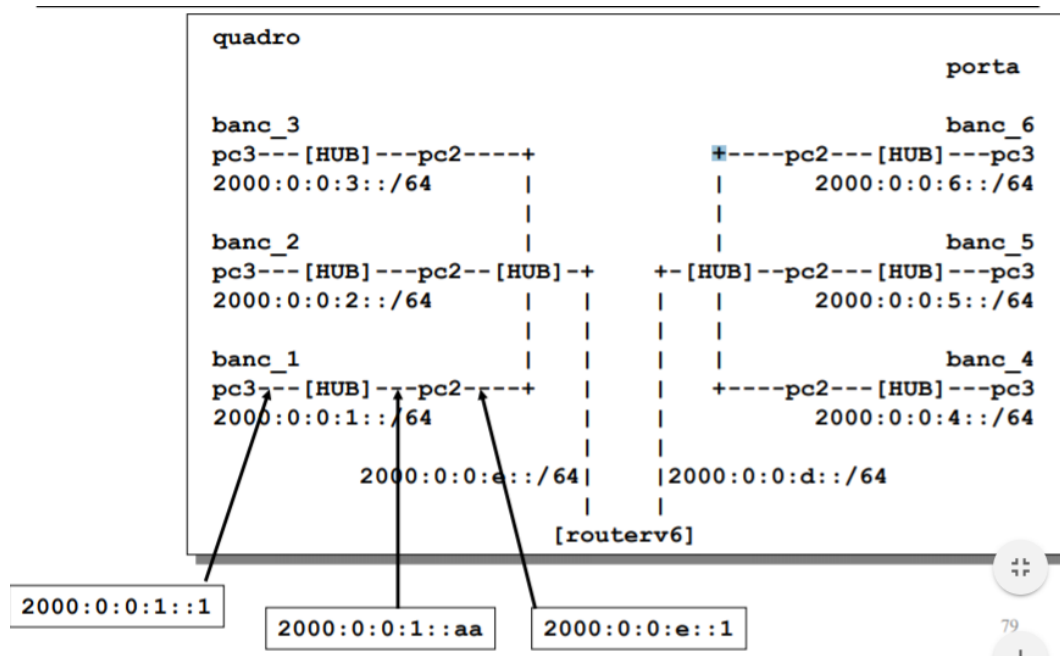 quadro
porta
banc_3 banc_6
pc3---[HUB]---pc2----+ +----pc2---[HUB]---pc3
2000:0:0:3::/64 | | 2000:0:0:6::/64
| |
banc_2 | | banc_5
pc3---[HUB]---pc2--[HUB]-+ +-[HUB]--pc2---[HUB]---pc3
2000:0:0:2::/64 | | | | 2000:0:0:5::/64
| | | |
banc_1 | | | | banc_4
pc3---[HUB]---pc2----+ | | +----pc2---[HUB]---pc3
2000:0:0:1::/64 | | 2000:0:0:4::/64
| |
2000:0:0:e::/64| |2000:0:0:d::/64
| |
[routerv6]
2000:0:0:1::1
2000:0:0:1::aa
2000:0:0:e::1
79